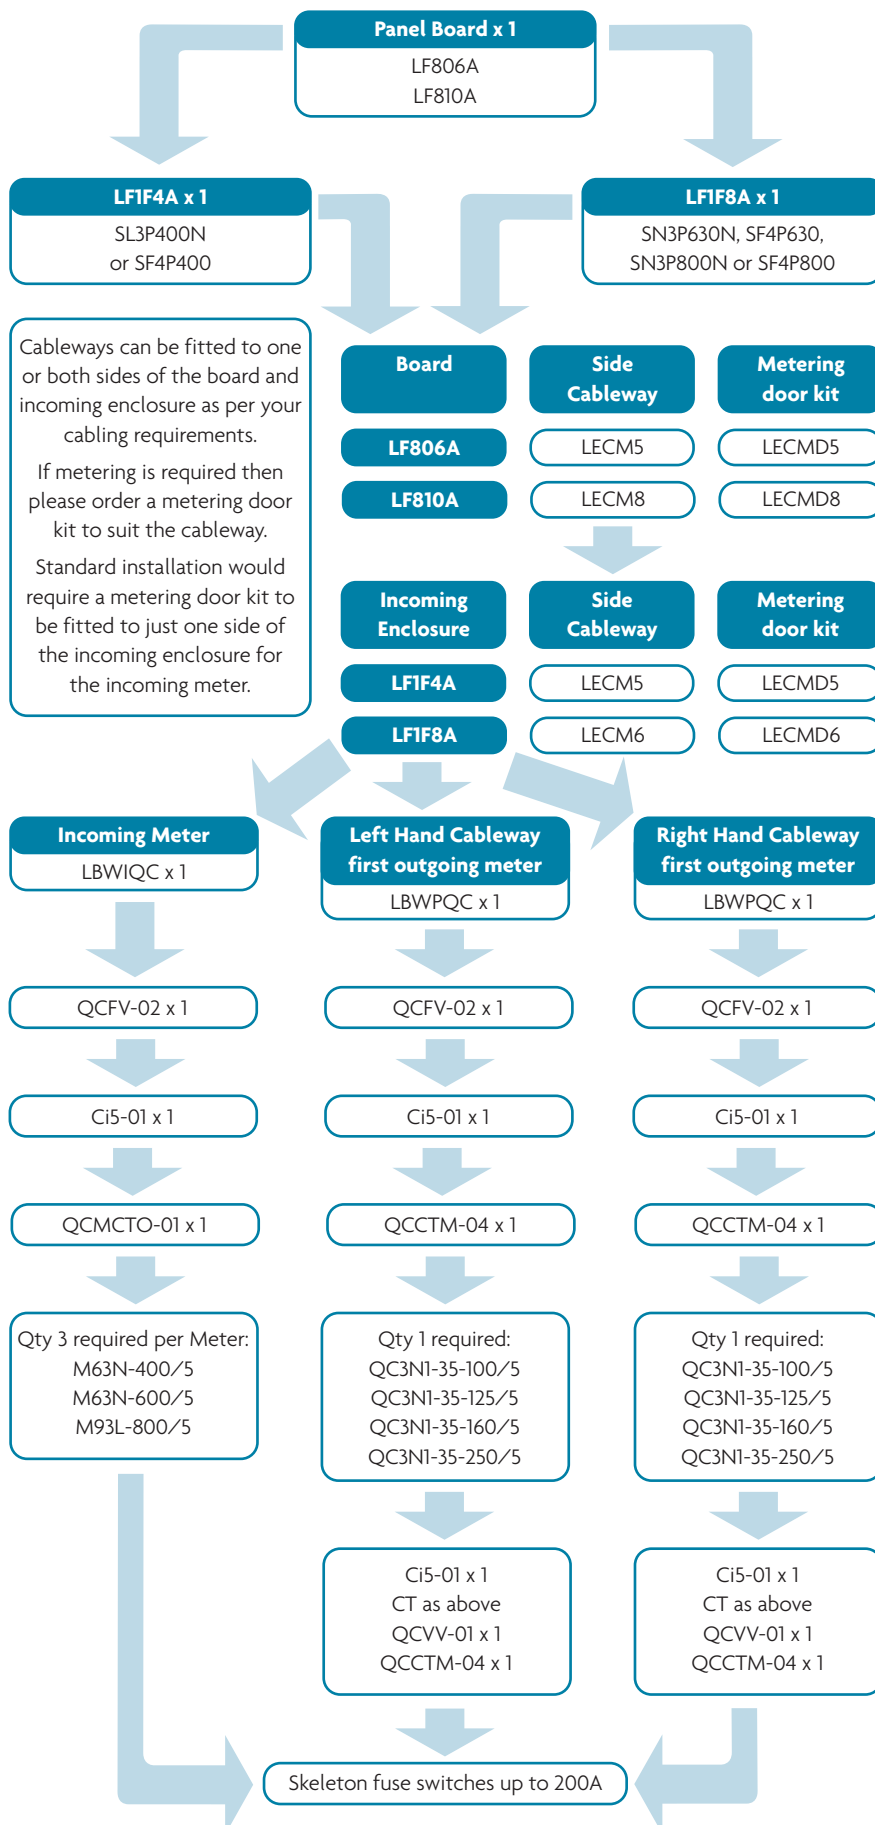 Panel Board x 1
LF806A
LF810A
LF1F4A x 1
SL3P400N
or SF4P400
LF1F8A x 1
SN3P630N, SF4P630,
SN3P800N or SF4P800
Cableways can be fitted to one
or both sides of the board and
incoming enclosure as per your
cabling requirements.
If metering is required then
please order a metering door
kit to suit the cableway.
Standard installation would
require a metering door kit to
be fitted to just one side of
the incoming enclosure for
the incoming meter.
Board
Side
Cableway
Metering
door kit
LF806A
LECM5
LECMD5
LF810A
LECM8
LECMD8
Incoming
Enclosure
Side
Cableway
Metering
door kit
LF1F4A
LECM5
LECMD5
LF1F8A
LECM6
LECMD6
Incoming Meter
LBWIQC x 1
QCFV-02 x 1
Ci5-01 x 1
QCMCTO-01 x 1
Qty 3 required per Meter:
M63N-400/5
M63N-600/5
M93L-800/5
Left Hand Cableway
first outgoing meter
LBWPQC x 1
QCFV-02 x 1
Ci5-01 x 1
QCCTM-04 x 1
Qty 1 required:
QC3N1-35-100/5
QC3N1-35-125/5
QC3N1-35-160/5
QC3N1-35-250/5
Ci5-01 x 1
CT as above
QCVV-01 x 1
QCCTM-04 x 1
Right Hand Cableway
first outgoing meter
LBWPQC x 1
QCFV-02 x 1
Ci5-01 x 1
QCCTM-04 x 1
Qty 1 required:
QC3N1-35-100/5
QC3N1-35-125/5
QC3N1-35-160/5
QC3N1-35-250/5
Ci5-01 x 1
CT as above
QCVV-01 x 1
QCCTM-04 x 1
Skeleton fuse switches up to 200A